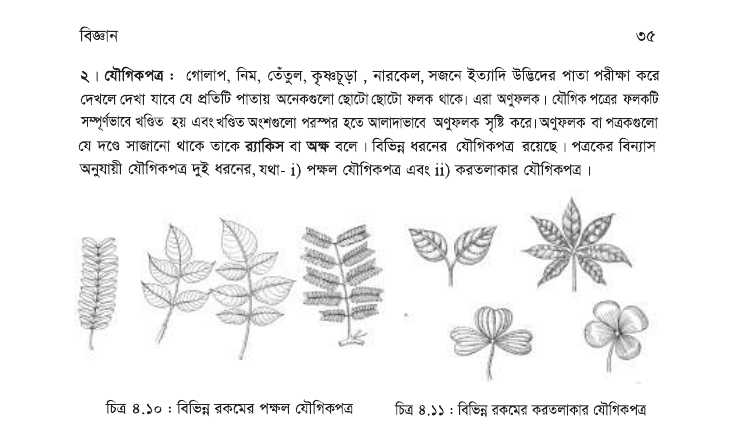 বিজ্ঞান ৩৫
২। যৌগিকপত্র : গোলাপ, নিম, তেঁতুল, কৃষ্ণচূড়া , নারকেল, সজনে ইত্যাদি উদ্ভিদের পাতা পরীক্ষা করে
দেখলে দেখা যাবে যে প্রতিটি পাতায় অনেকগুলো ছোটো ছোটো ফলক থাকে। এরা অণুফলক। যৌগিক পত্রের ফলকটি
সম্পূর্ণভাবে খণ্ডিত হয় এবং খণ্ডিত অংশগুলো পরস্পর হতে আলাদাভাবে অণুফলক সৃষ্টি করে। অণুফলক বা পত্রকগুলো
যে দণ্ডে সাজানো থাকে তাকে র‍্যাকিস বা অক্ষ বলে । বিভিন্ন ধরনের যৌগিকপত্র রয়েছে । পত্রকের বিন্যাস
অনুযায়ী যৌগিকপত্র দুই ধরনের, যথা- i) পক্ষল যৌগিকপত্র এবং ii) করতলাকার যৌগিকপত্র ।
চিত্র ৪.১০ : বিভিন্ন রকমের পক্ষল যৌগিকপত্র
চিত্র ৪.১১ : বিভিন্ন রকমের করতলাকার যৌগিকপত্র